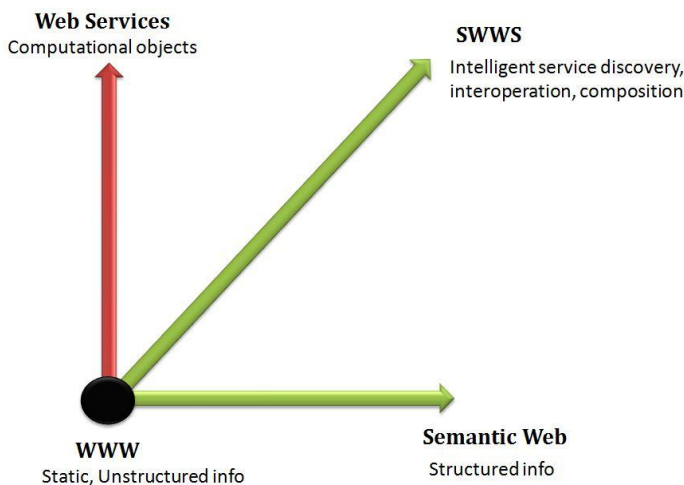 Web Services
Computational objects
SWWS
Intelligent service discovery,
interoperation, composition
WWW
Static, Unstructured info
Semantic Web
Structured info